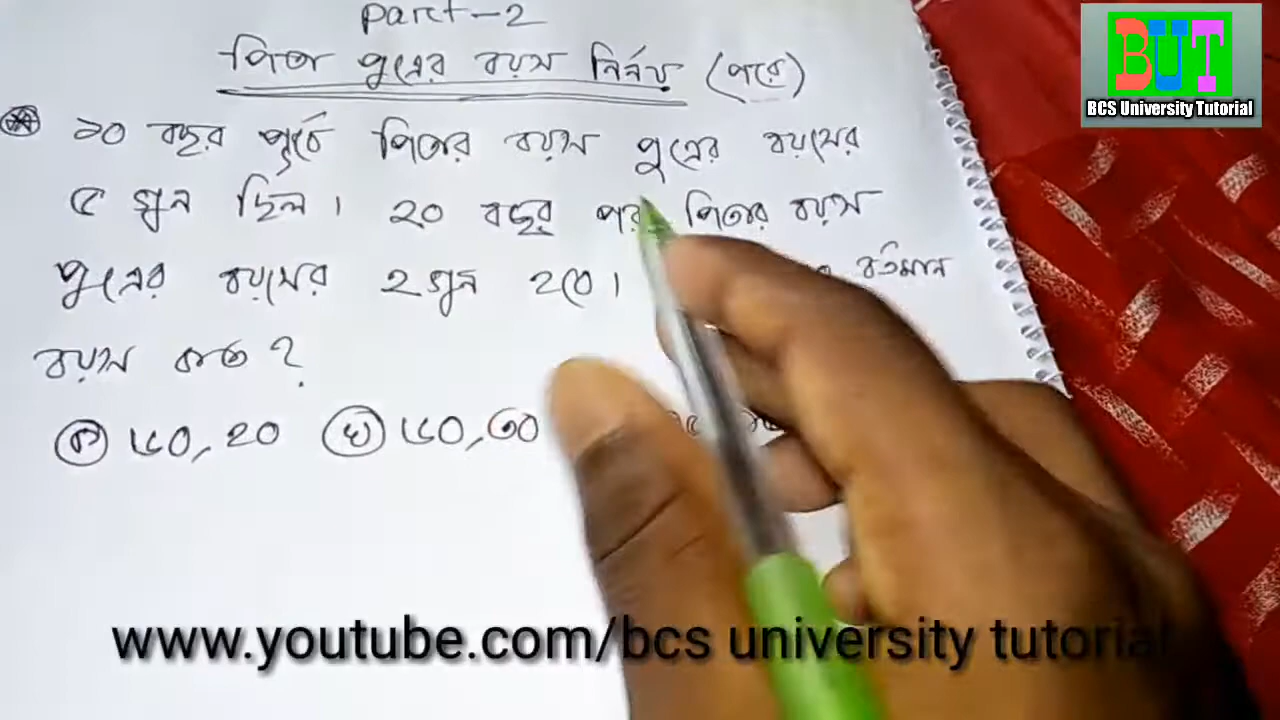 Part-2
পিতা পুত্রের বয়স নির্নয় (পরে)
১০ বছর পূর্বে পিতার বয়স পুত্রের বয়সের
৫ গুন ছিল। ২০ বছর পর পিতার বয়স
পুত্রের বয়সের ২গুন হবে। বর্তমান
বয়স কত?
ক ৬০,২০ খ ৬০,৩০
BUT
BCS University Tutorial
www.youtube.com/bcs university tutorial